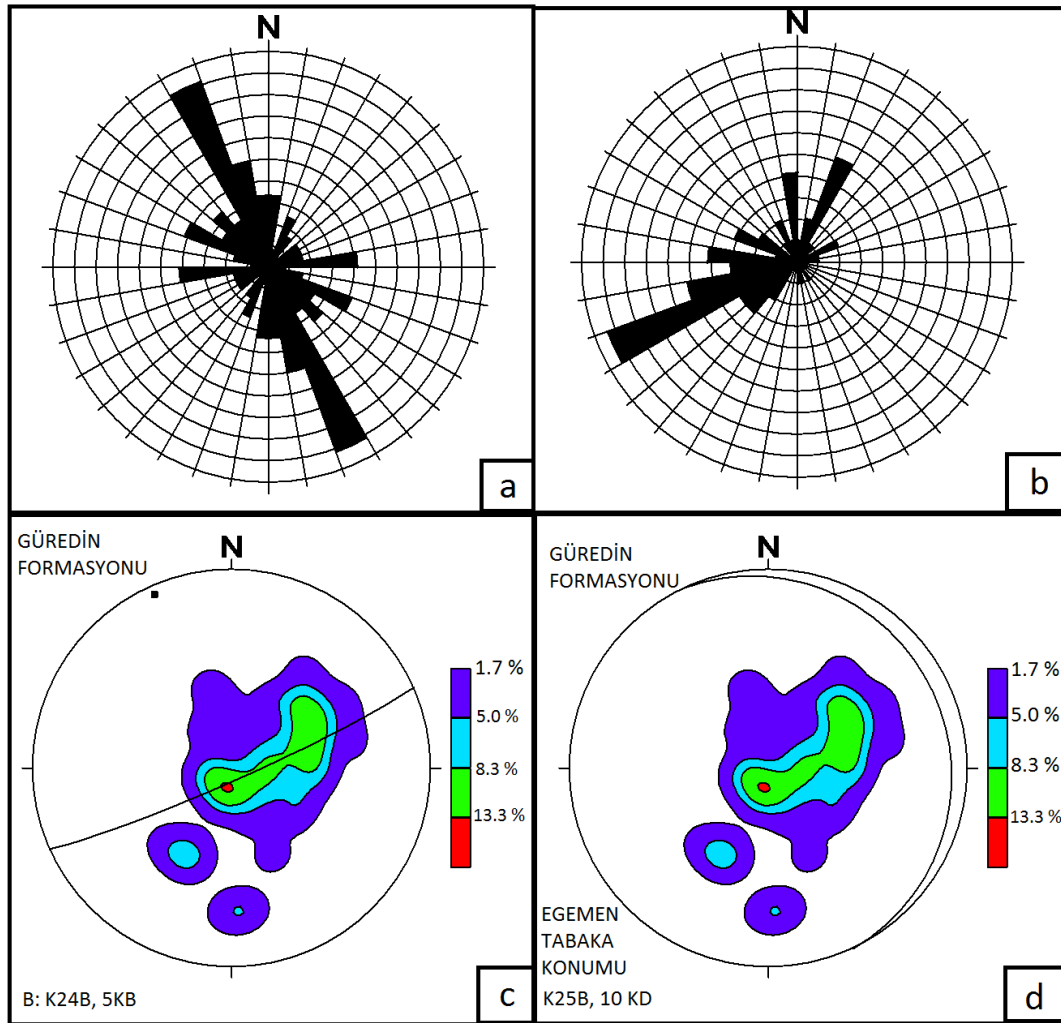 N
a
N
b
GÜREDİN
FORMASYONU
N
1.7 %
5.0 %
8.3 %
13.3 %
B: K24B, 5KB
c
GÜREDİN
FORMASYONU
N
1.7 %
5.0 %
8.3 %
13.3 %
EGEMEN
TABAKA
KONUMU
K25B, 10 KD
d